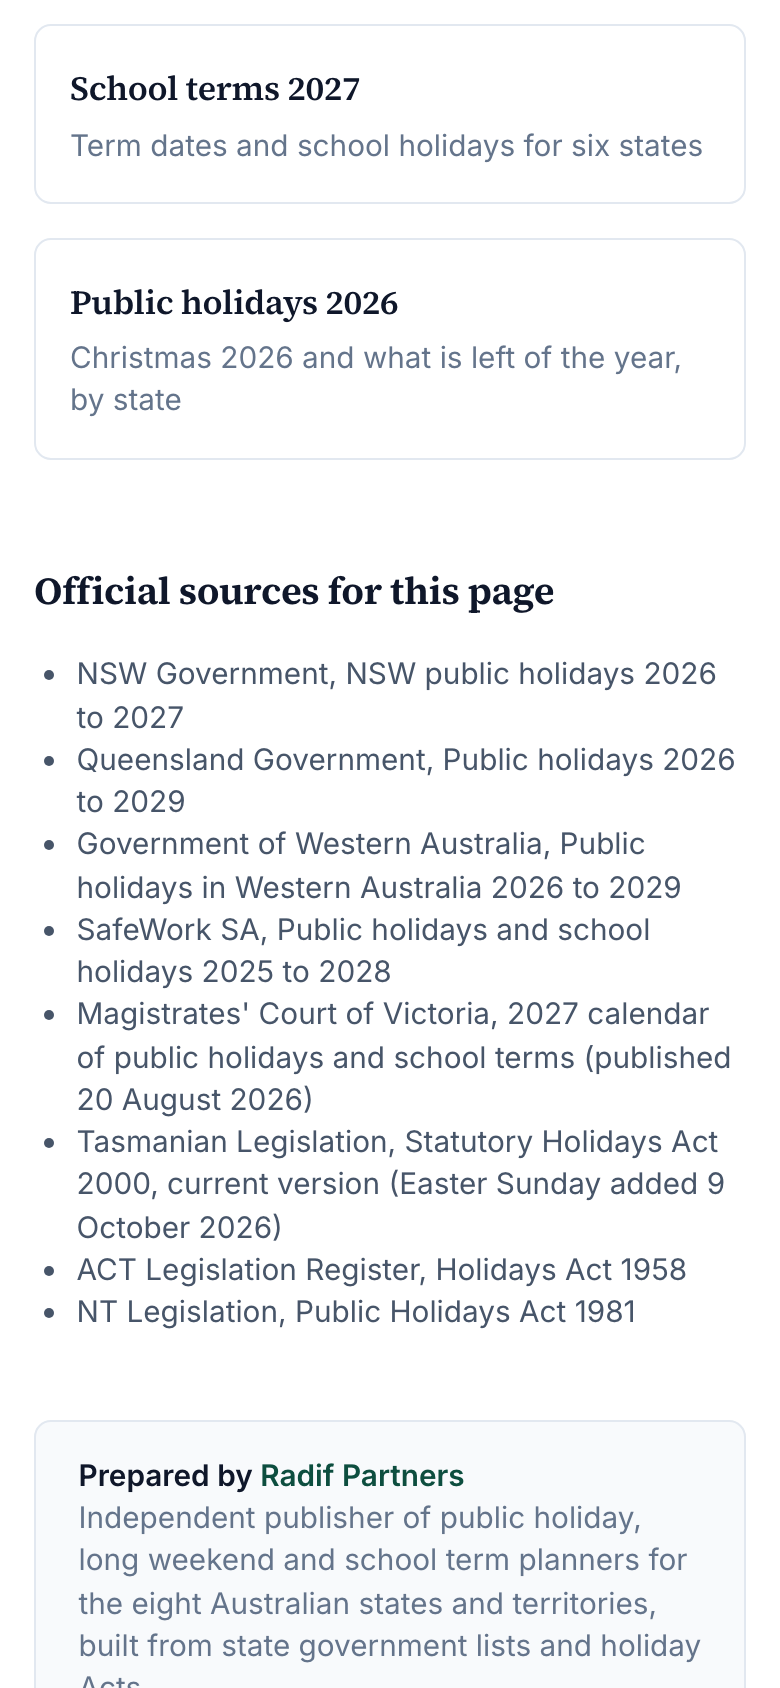 School terms 2027
Term dates and school holidays for six states
Public holidays 2026
Christmas 2026 and what is left of the year,
by state
Official sources for this page
• NSW Government, NSW public holidays 2026
to 2027
• Queensland Government, Public holidays 2026
to 2029
• Government of Western Australia, Public
holidays in Western Australia 2026 to 2029
• SafeWork SA, Public holidays and school
holidays 2025 to 2028
• Magistrates' Court of Victoria, 2027 calendar
of public holidays and school terms (published
20 August 2026)
• Tasmanian Legislation, Statutory Holidays Act
2000, current version (Easter Sunday added 9
October 2026)
• ACT Legislation Register, Holidays Act 1958
• NT Legislation, Public Holidays Act 1981
Prepared by Radif Partners
Independent publisher of public holiday,
long weekend and school term planners for
the eight Australian states and territories,
built from state government lists and holiday
Acts